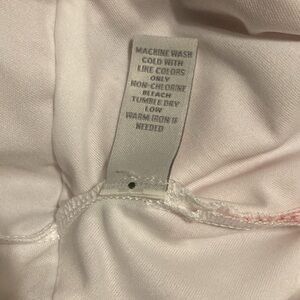 MACHINE WASH
COLD WITH
LIKE COLORS
ONLY
NON-CHLORINE
BLEACH
TUMBLE DRY
LOW
WARM IRON IF
NEEDED